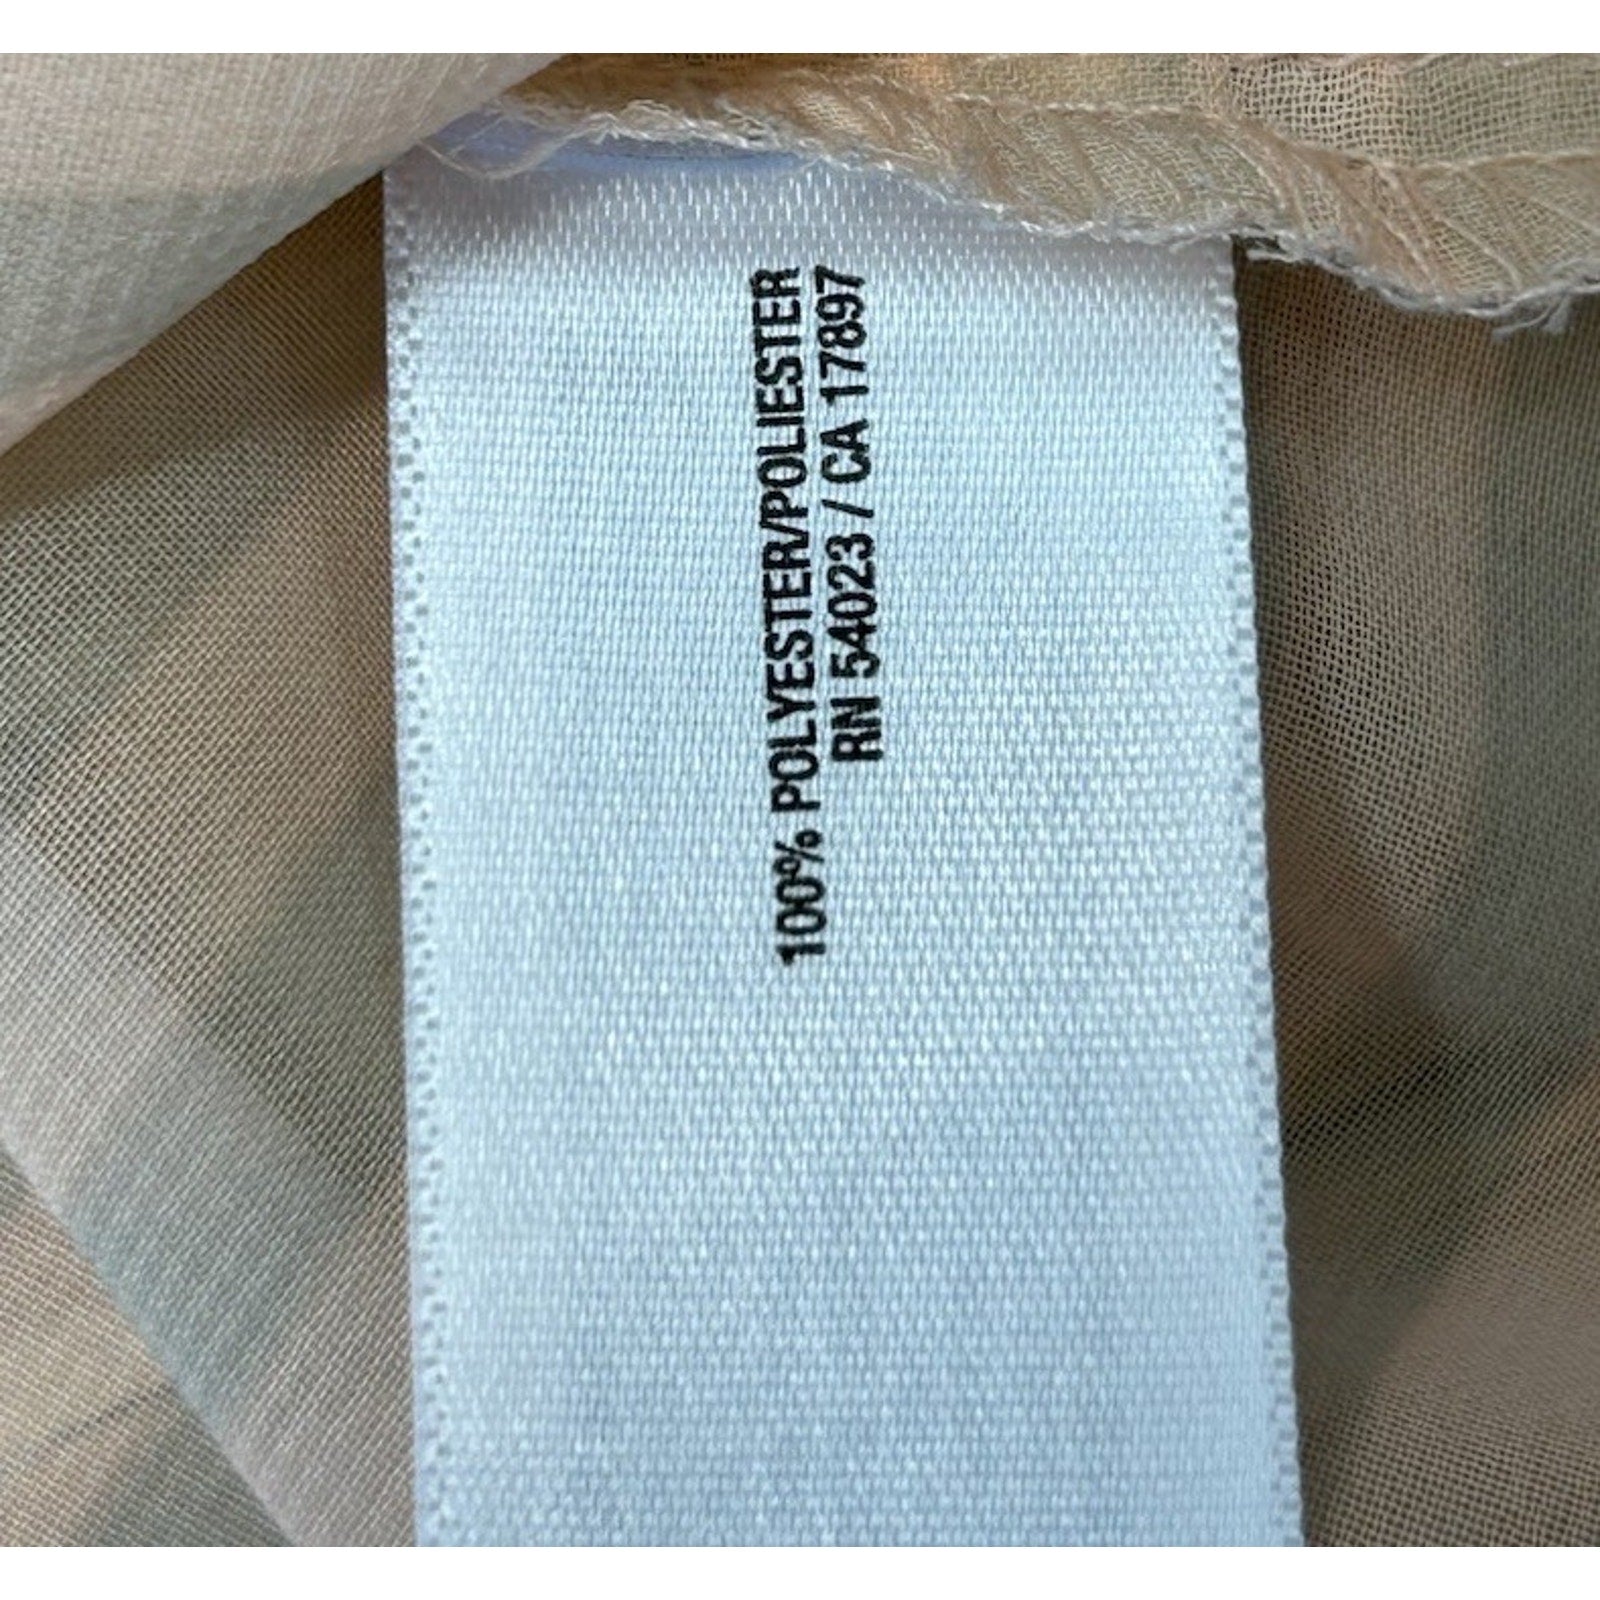 100% POLYESTER/POLIESTER
RN 54023 / CA 17897